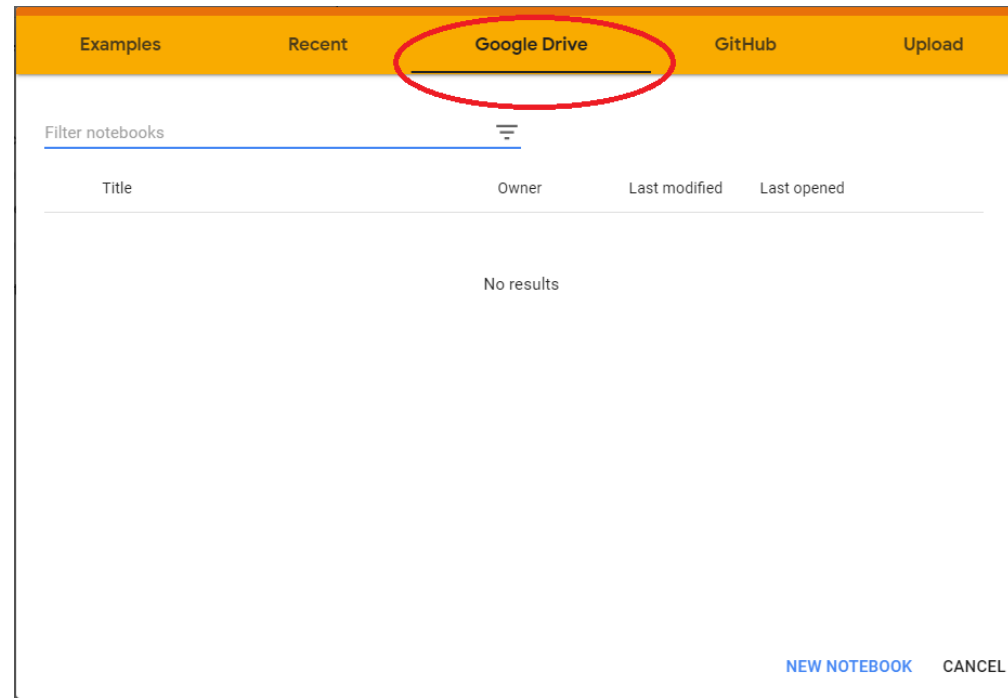 Examples Recent Google Drive GitHub Upload
Filter notebooks
Title Owner Last modified Last opened
No results
NEW NOTEBOOK CANCEL